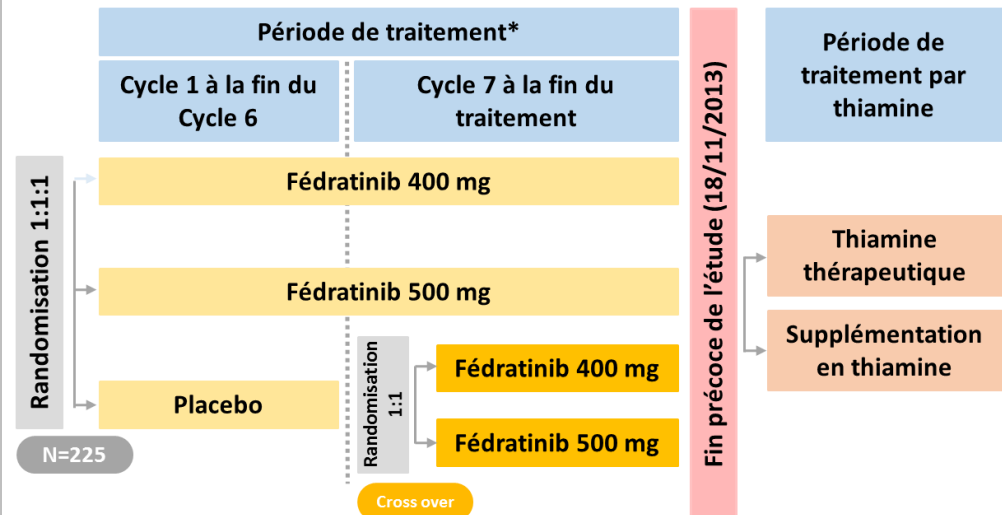 Période de traitement*
Cycle 1 à la fin du
Cycle 6
Cycle 7 à la fin du
traitement
Randomisation 1:1:1
N=225
Fédratinib 400 mg
Fédratinib 500 mg
Placebo
Randomisation
1:1
Fédratinib 400 mg
Fédratinib 500 mg
Cross over
Fin précoce de l’étude (18/11/2013)
Période de
traitement par
thiamine
Thiamine
thérapeutique
Supplémentation
en thiamine